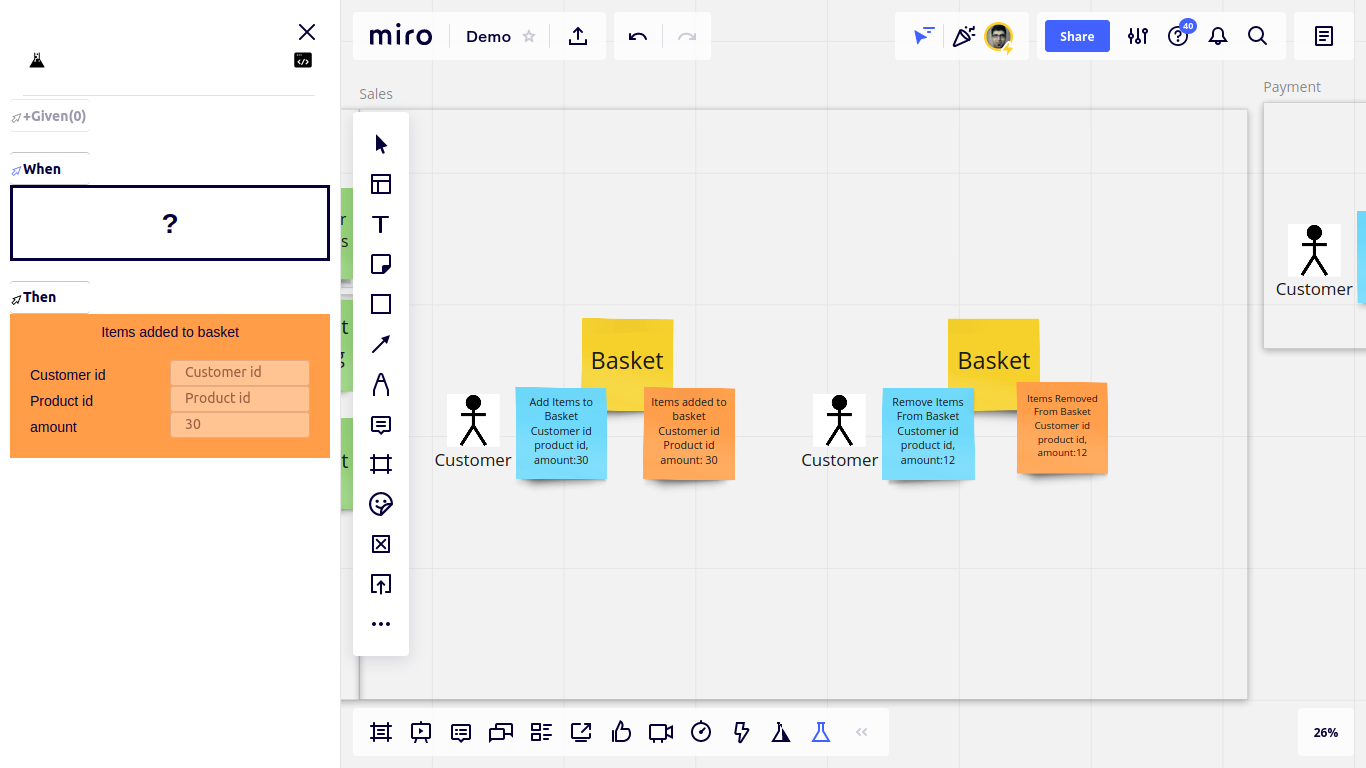 miro
Demo
Share
40
+Given(0)
When
?
Then
Items added to basket
Customer id
Customer id
Product id
Product id
amount
30
Sales
Payment
r
s
t
g
t
Basket
Customer
Add Items to
Basket
Customer id
product id,
amount:30
Items added to
basket
Customer id
Product id
amount: 30
Basket
Customer
Remove Items
From Basket
Customer id
product id,
amount:12
Items Removed
From Basket
Customer id
product id,
amount:12
Customer
26%